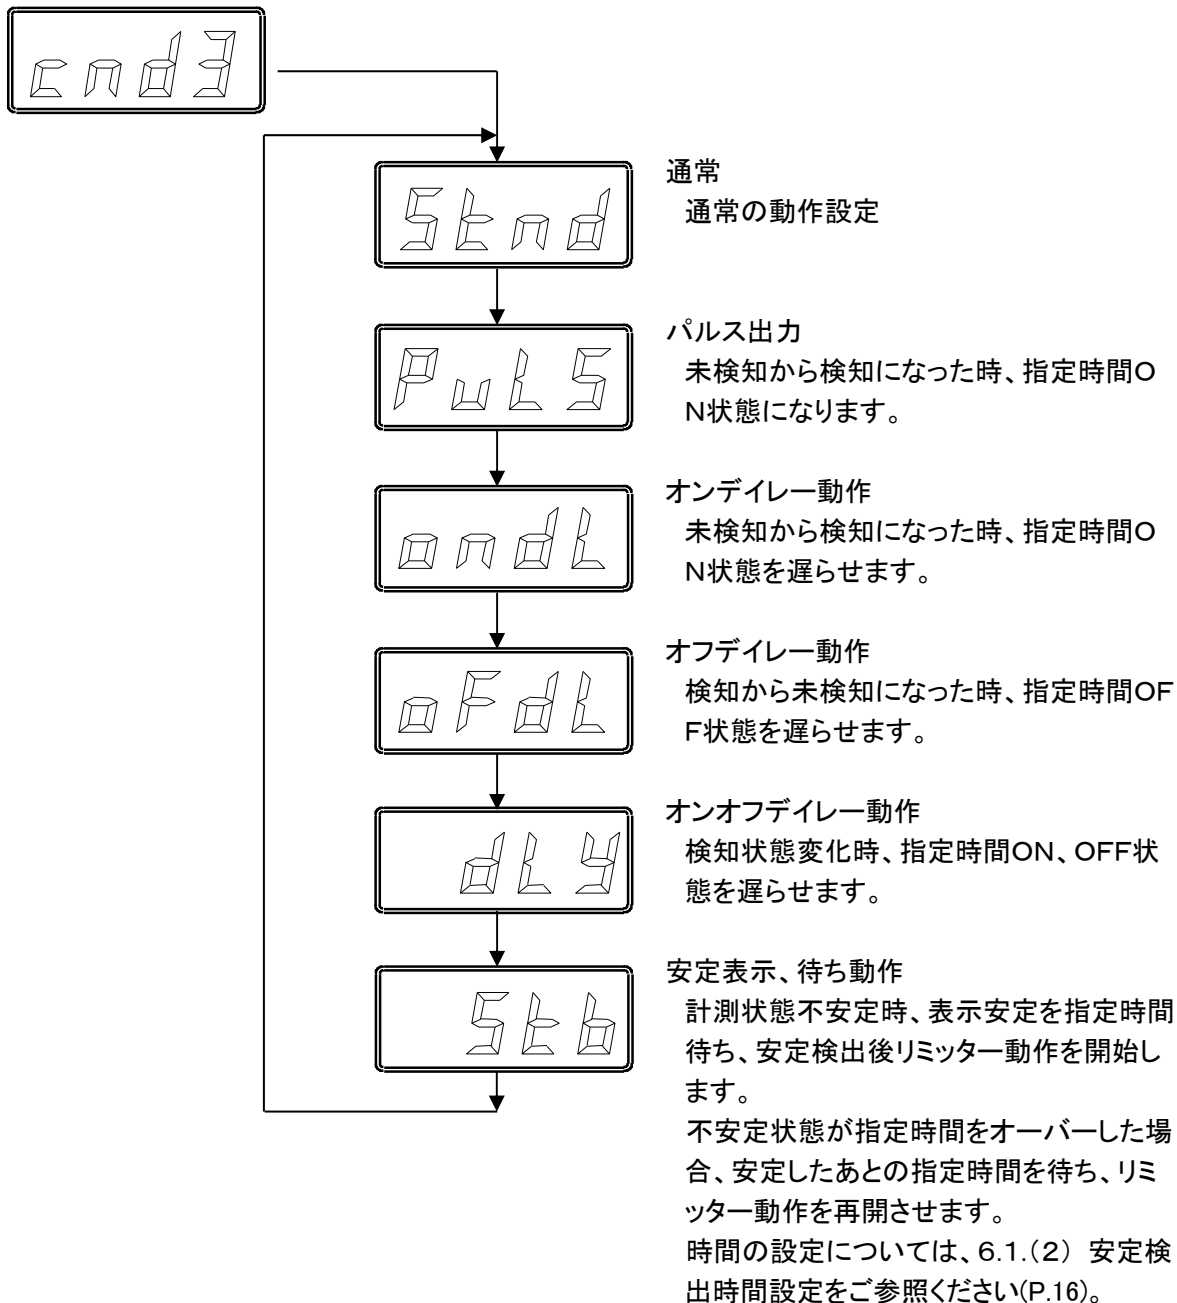 cnd3
Stnd
通常
通常の動作設定
PuLS
パルス出力
未検知から検知になった時、指定時間O
N状態になります。
ondL
オンデイレー動作
未検知から検知になった時、指定時間O
N状態を遅らせます。
oFdL
オフデイレー動作
検知から未検知になった時、指定時間OF
F状態を遅らせます。
dLy
オンオフデイレー動作
検知状態変化時、指定時間ON、OFF状
態を遅らせます。
Stb
安定表示、待ち動作
計測状態不安定時、表示安定を指定時間
待ち、安定検出後リミッター動作を開始し
ます。
不安定状態が指定時間をオーバーした場
合、安定したあとの指定時間を待ち、リミ
ッター動作を再開させます。
時間の設定については、6.1.(2) 安定検
出時間設定をご参照ください(P.16)。